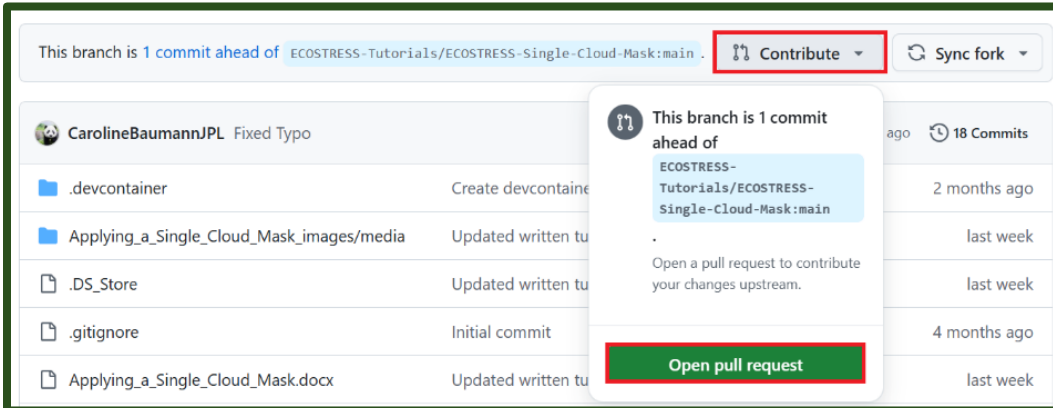 This branch is 1 commit ahead of ECOSTRESS-Tutorials/ECOSTRESS-Single-Cloud-Mask:main .
Contribute
Sync fork
CarolineBaumannJPL Fixed Typo
ago
18 Commits
This branch is 1 commit
ahead of
ECOSTRESS-
Tutorials/ECOSTRESS-
Single-Cloud-Mask:main
.
Open a pull request to contribute
your changes upstream.
Open pull request
.devcontainer Create devcontaine 2 months ago
Applying_a_Single_Cloud_Mask_images/media Updated written tu last week
.DS_Store Updated written tu last week
.gitignore Initial commit 4 months ago
Applying_a_Single_Cloud_Mask.docx Updated written tu last week